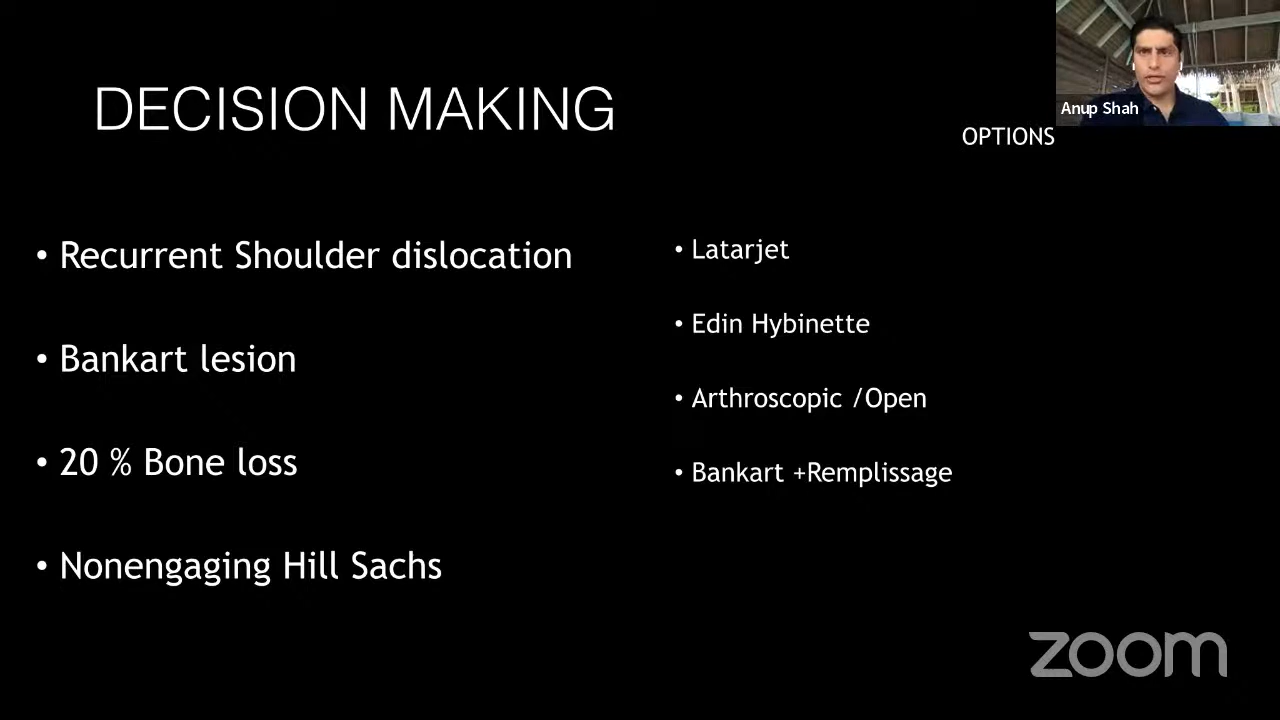 DECISION MAKING
Anup Shah
OPTIONS
• Recurrent Shoulder dislocation
• Bankart lesion
• 20 % Bone loss
• Nonengaging Hill Sachs
• Latarjet
• Edin Hybinette
• Arthroscopic /Open
• Bankart +Remplissage
zoom